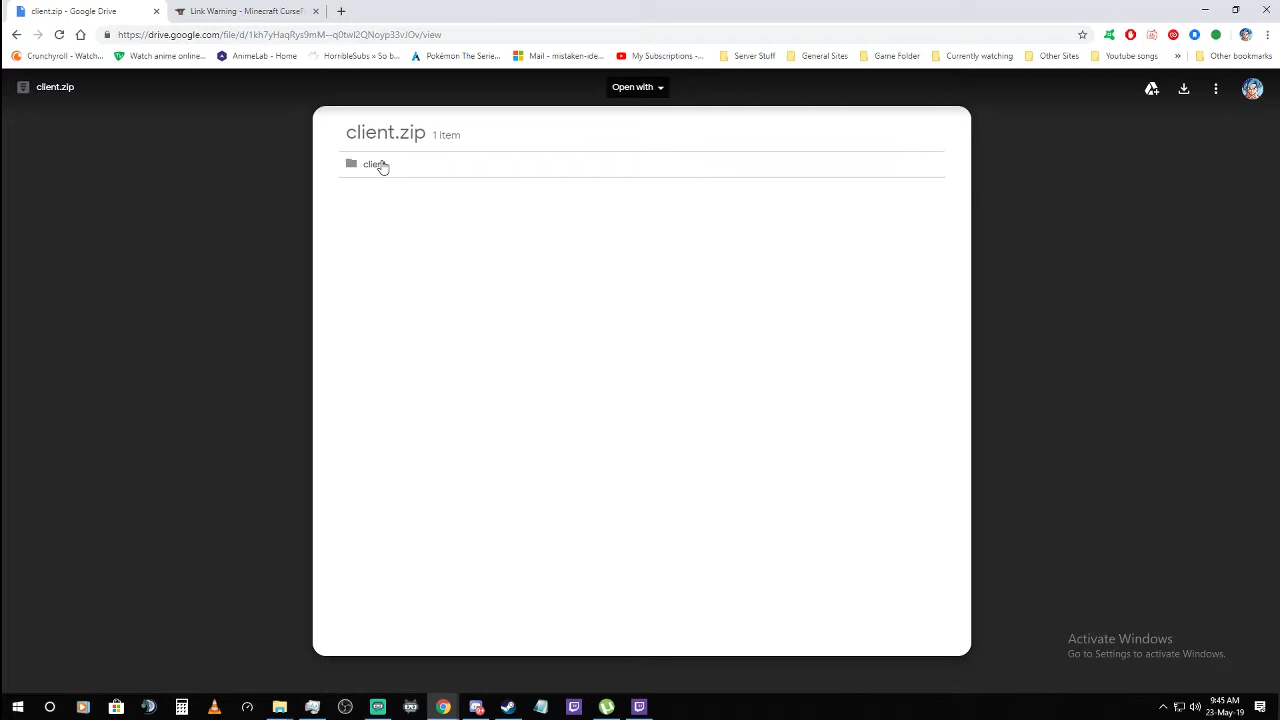 client.zip - Google Drive
Link Warning - Minecraft CurseF
https://drive.google.com/file/d/1kh7yHaqRys9mM--q0twl2QNoyp33vJOv/view
Crunchyroll - Watch...
Watch anime online...
AnimeLab - Home
HorribleSubs » So b...
Pokémon The Serie...
Mail - mistaken-ide...
My Subscriptions -...
Server Stuff
General Sites
Game Folder
Currently watching
Other Sites
Youtube songs
»
Other bookmarks
client.zip
Open with
client.zip 1 item
client
Activate Windows
Go to Settings to activate Windows.
9:45 AM
23-May-19